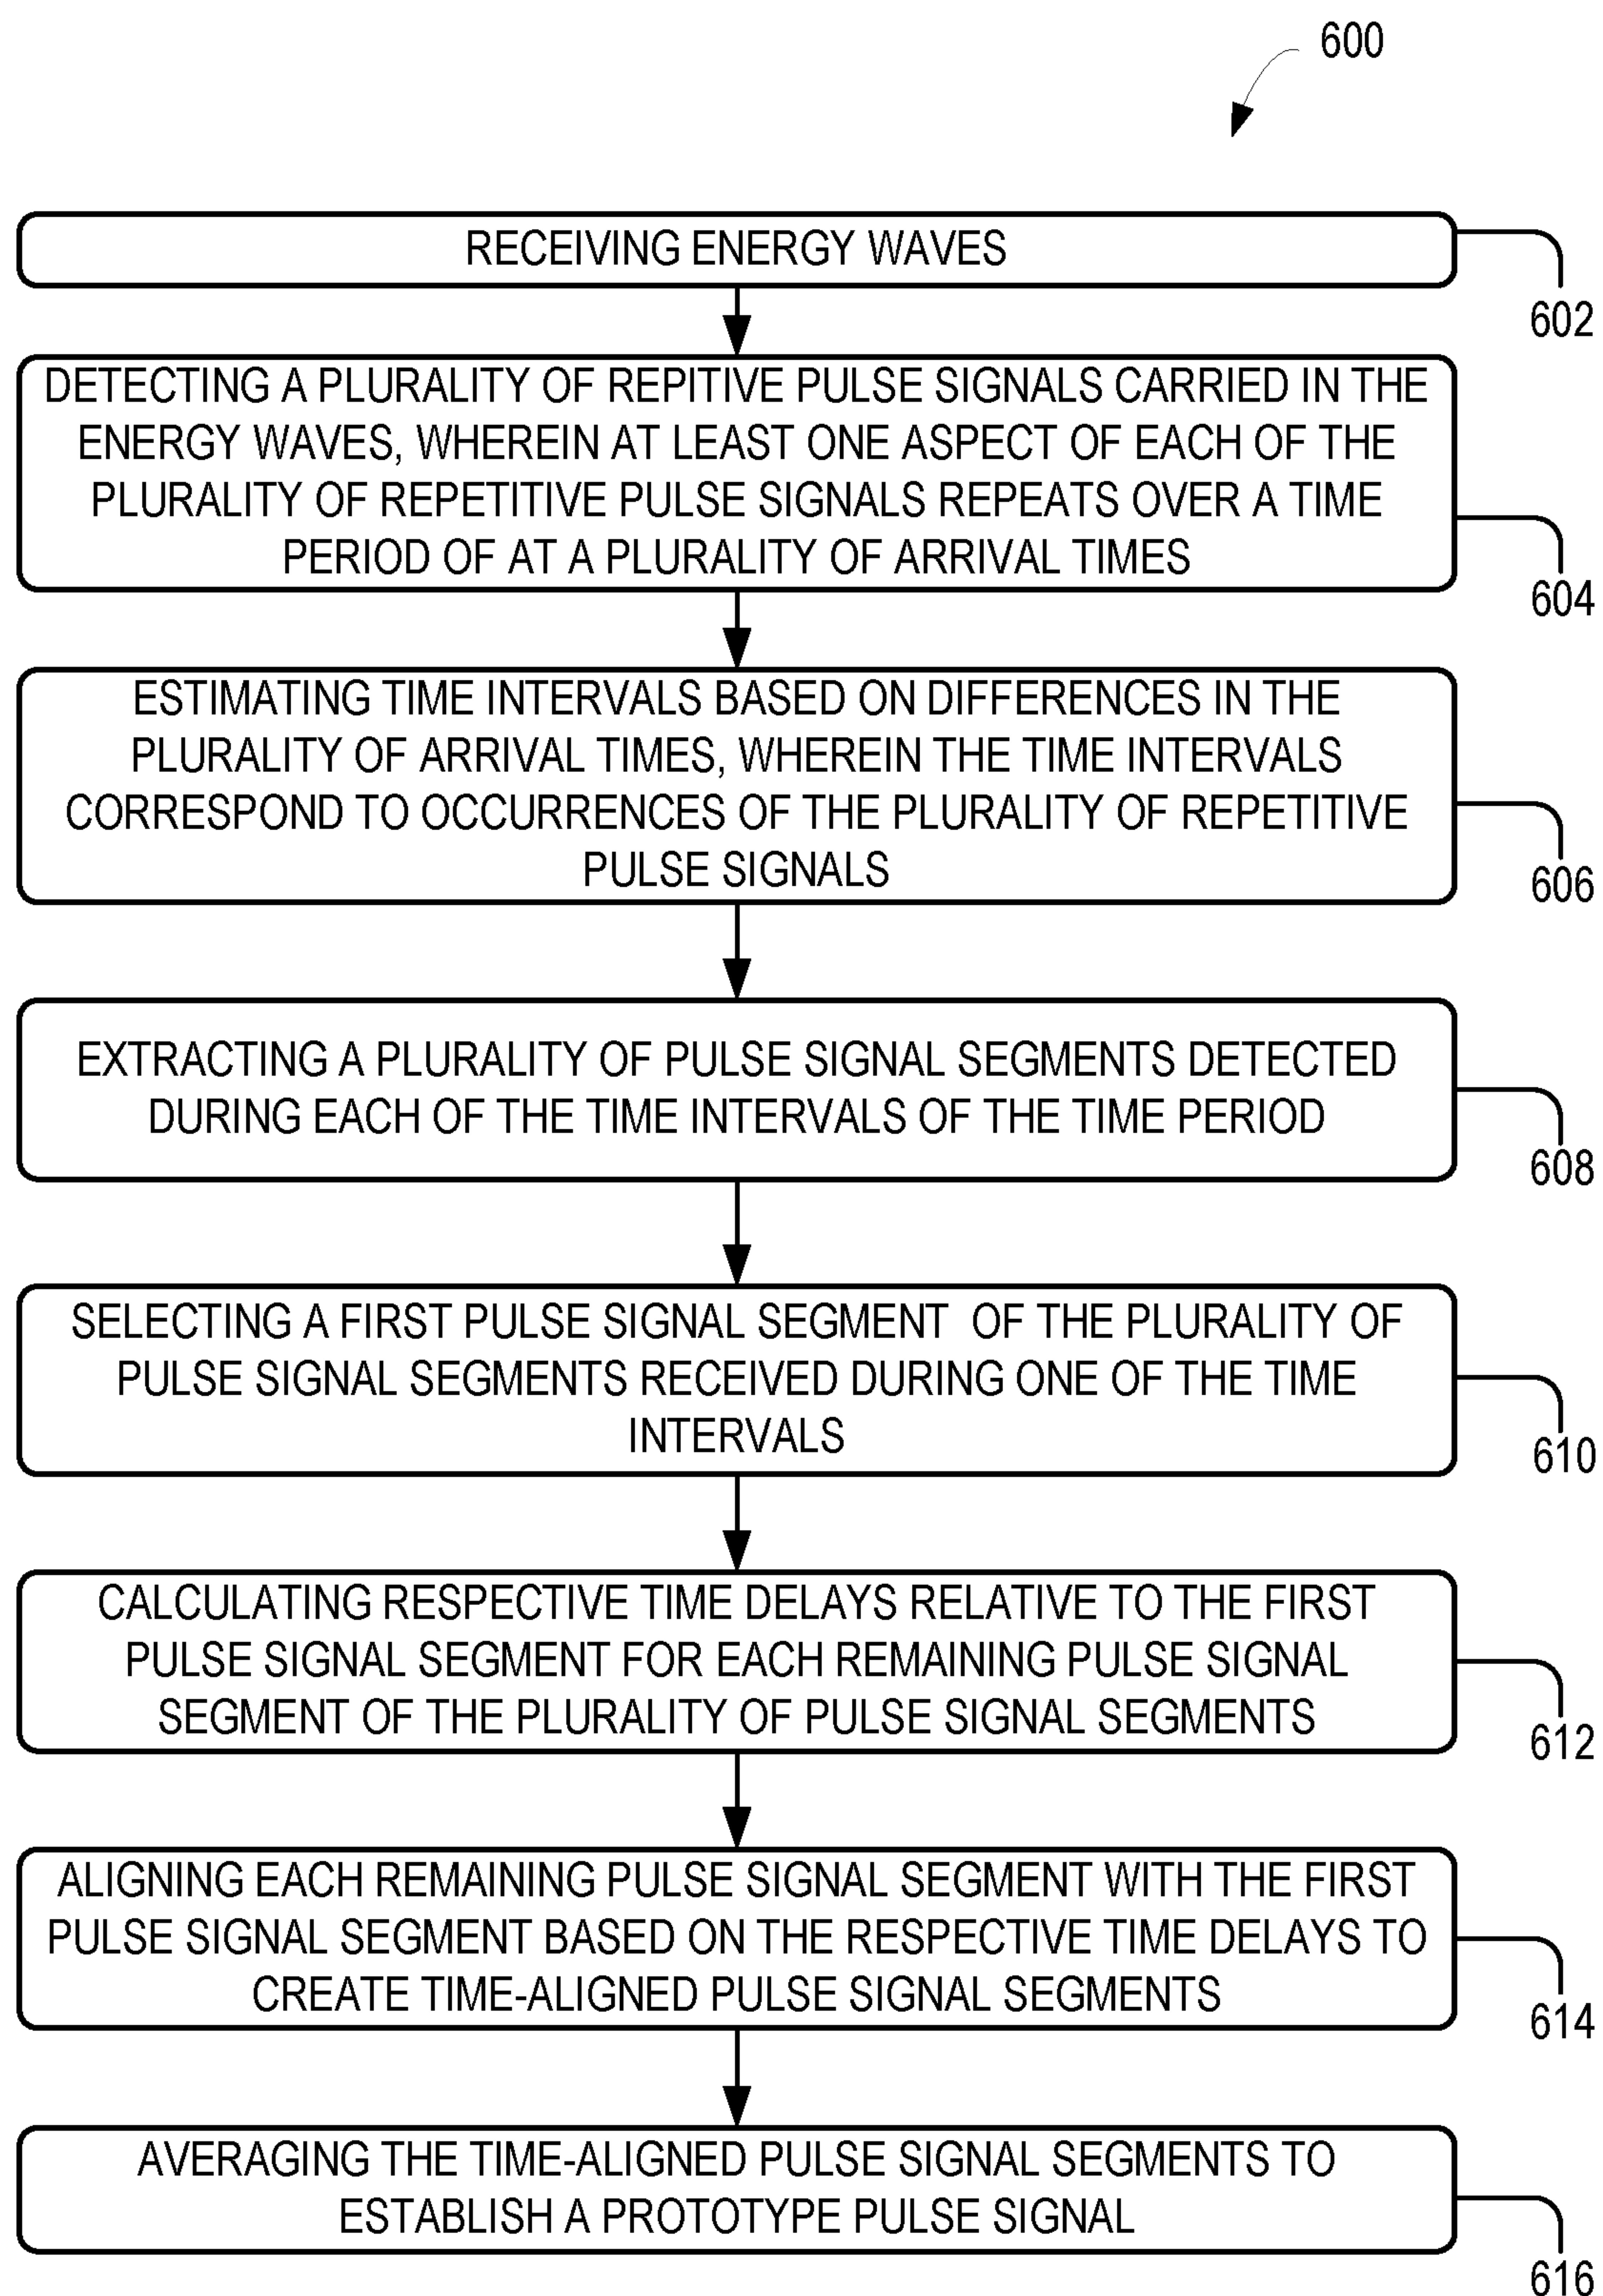 600
RECEIVING ENERGY WAVES
602
DETECTING A PLURALITY OF REPITIVE PULSE SIGNALS CARRIED IN THE
ENERGY WAVES, WHEREIN AT LEAST ONE ASPECT OF EACH OF THE
PLURALITY OF REPETITIVE PULSE SIGNALS REPEATS OVER A TIME
PERIOD OF AT A PLURALITY OF ARRIVAL TIMES
604
ESTIMATING TIME INTERVALS BASED ON DIFFERENCES IN THE
PLURALITY OF ARRIVAL TIMES, WHEREIN THE TIME INTERVALS
CORRESPOND TO OCCURRENCES OF THE PLURALITY OF REPETITIVE
PULSE SIGNALS
606
EXTRACTING A PLURALITY OF PULSE SIGNAL SEGMENTS DETECTED
DURING EACH OF THE TIME INTERVALS OF THE TIME PERIOD
608
SELECTING A FIRST PULSE SIGNAL SEGMENT OF THE PLURALITY OF
PULSE SIGNAL SEGMENTS RECEIVED DURING ONE OF THE TIME
INTERVALS
610
CALCULATING RESPECTIVE TIME DELAYS RELATIVE TO THE FIRST
PULSE SIGNAL SEGMENT FOR EACH REMAINING PULSE SIGNAL
SEGMENT OF THE PLURALITY OF PULSE SIGNAL SEGMENTS
612
ALIGNING EACH REMAINING PULSE SIGNAL SEGMENT WITH THE FIRST
PULSE SIGNAL SEGMENT BASED ON THE RESPECTIVE TIME DELAYS TO
CREATE TIME-ALIGNED PULSE SIGNAL SEGMENTS
614
AVERAGING THE TIME-ALIGNED PULSE SIGNAL SEGMENTS TO
ESTABLISH A PROTOTYPE PULSE SIGNAL
616